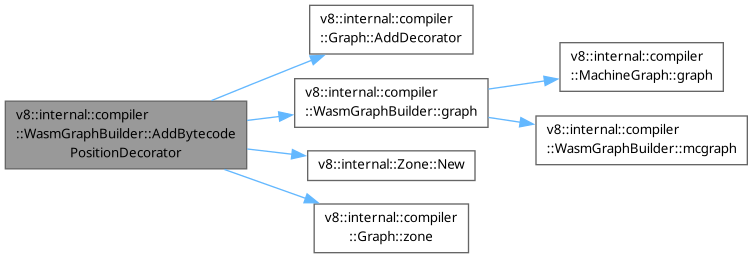 v8::internal::compiler
::WasmGraphBuilder::AddBytecode
PositionDecorator
v8::internal::compiler
::Graph::AddDecorator
v8::internal::compiler
::WasmGraphBuilder::graph
v8::internal::Zone::New
v8::internal::compiler
::Graph::zone
v8::internal::compiler
::MachineGraph::graph
v8::internal::compiler
::WasmGraphBuilder::mcgraph